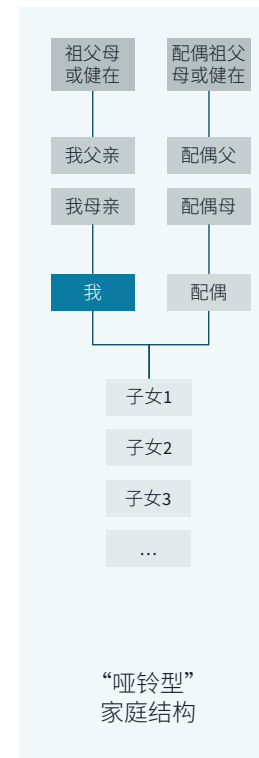 祖父母
或健在
配偶祖父
母或健在
我父亲
配偶父
我母亲
配偶母
我
配偶
子女1
子女2
子女3
...
“哑铃型”
家庭结构